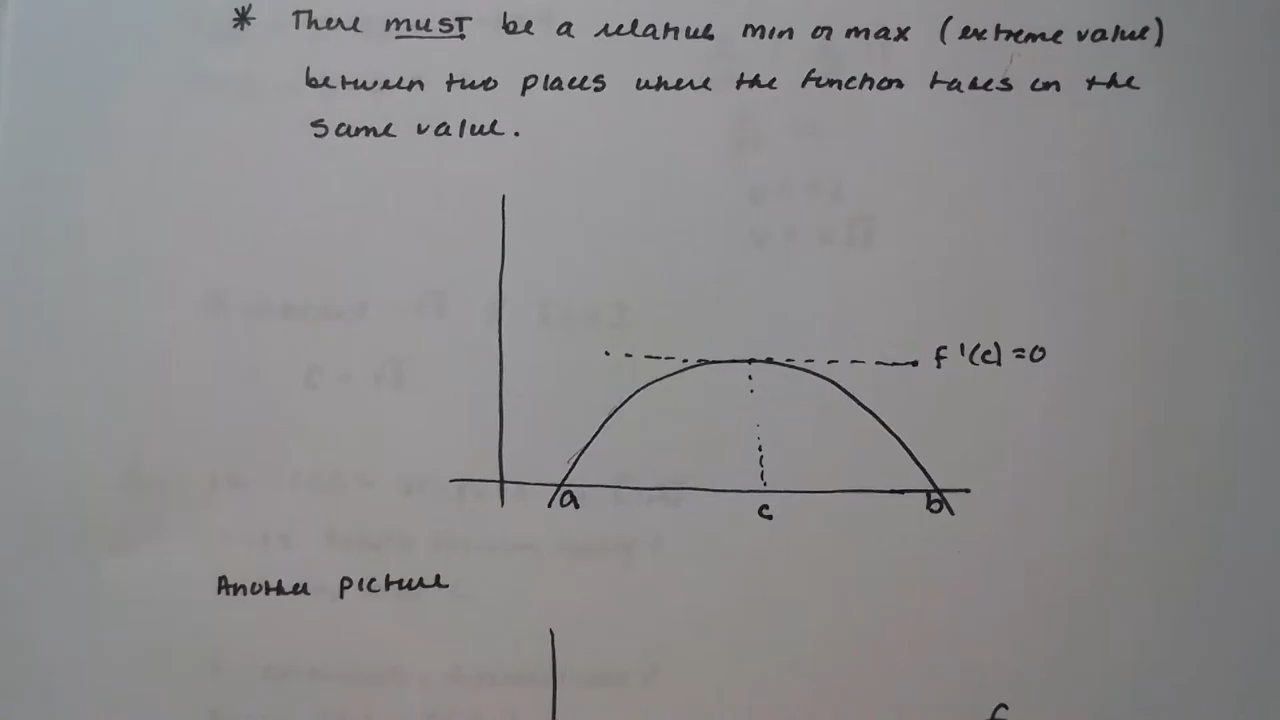 * There must be a relative min or max (extreme value)
between two places where the function takes on the
same value.
f'(c) = 0
a
c
b
Another picture